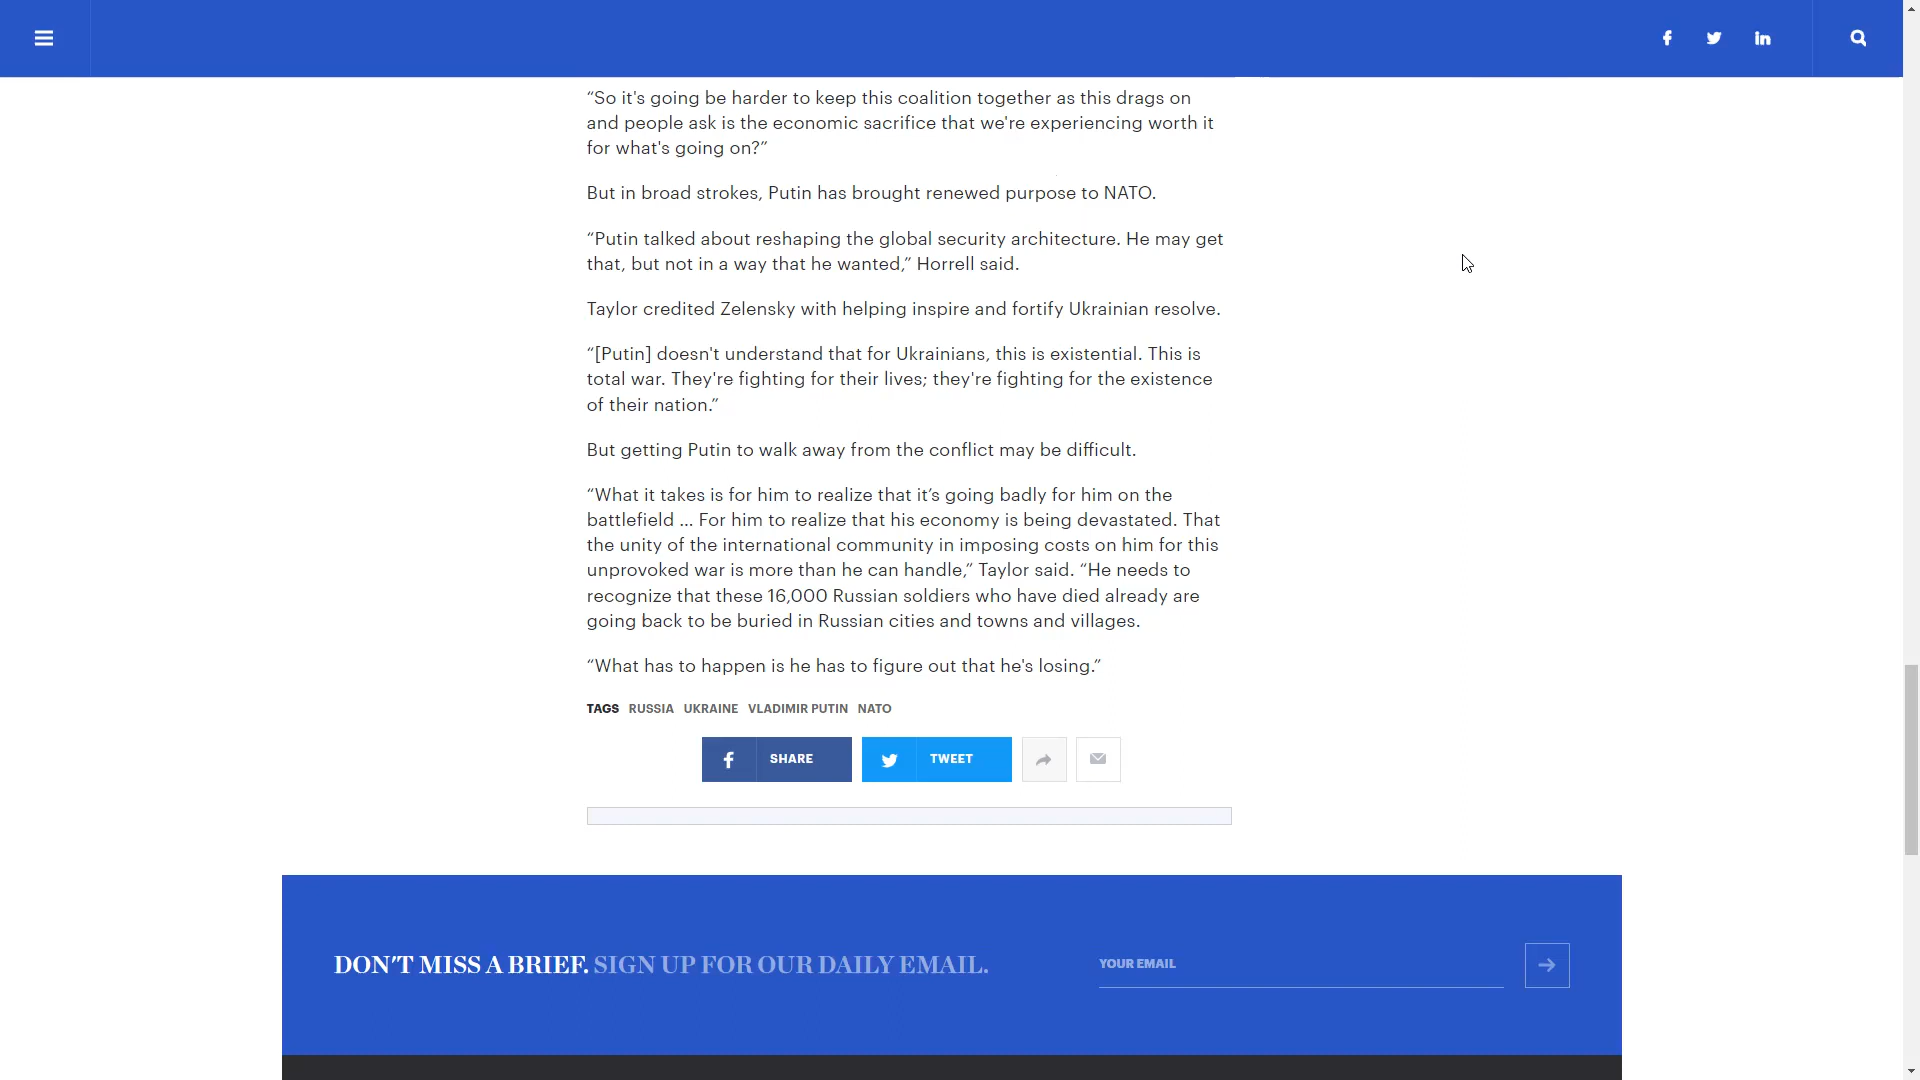 “So it's going be harder to keep this coalition together as this drags on
and people ask is the economic sacrifice that we're experiencing worth it
for what's going on?”
But in broad strokes, Putin has brought renewed purpose to NATO.
“Putin talked about reshaping the global security architecture. He may get
that, but not in a way that he wanted,” Horrell said.
Taylor credited Zelensky with helping inspire and fortify Ukrainian resolve.
“[Putin] doesn't understand that for Ukrainians, this is existential. This is
total war. They're fighting for their lives; they're fighting for the existence
of their nation.”
But getting Putin to walk away from the conflict may be difficult.
“What it takes is for him to realize that it’s going badly for him on the
battlefield ... For him to realize that his economy is being devastated. That
the unity of the international community in imposing costs on him for this
unprovoked war is more than he can handle,” Taylor said. “He needs to
recognize that these 16,000 Russian soldiers who have died already are
going back to be buried in Russian cities and towns and villages.
“What has to happen is he has to figure out that he's losing.”
TAGS RUSSIA UKRAINE VLADIMIR PUTIN NATO
SHARE TWEET
DON'T MISS A BRIEF. SIGN UP FOR OUR DAILY EMAIL.
YOUR EMAIL